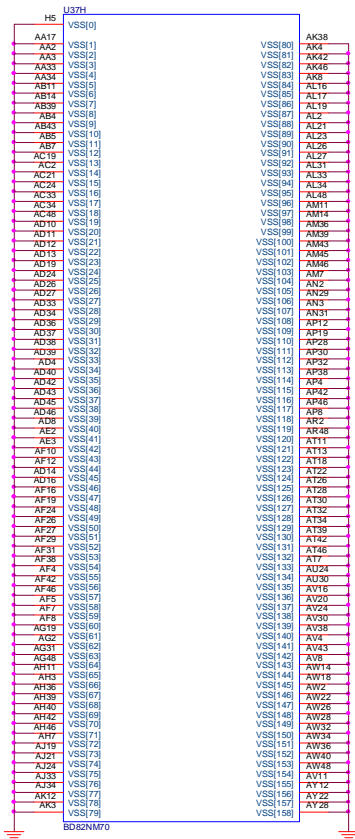 U37H
H5 VSS[0]
AA17 VSS[1] VSS[80] AK38
AA2 VSS[2] VSS[81] AK4
AA3 VSS[3] VSS[82] AK42
AA33 VSS[4] VSS[83] AK46
AA34 VSS[5] VSS[84] AK8
AB11 VSS[6] VSS[85] AL16
AB14 VSS[7] VSS[86] AL17
AB39 VSS[8] VSS[87] AL19
AB4 VSS[9] VSS[88] AL2
AB43 VSS[10] VSS[89] AL21
AB5 VSS[11] VSS[90] AL23
AB7 VSS[12] VSS[91] AL26
AC19 VSS[13] VSS[92] AL27
AC2 VSS[14] VSS[93] AL31
AC21 VSS[15] VSS[94] AL33
AC24 VSS[16] VSS[95] AL34
AC33 VSS[17] VSS[96] AL48
AC34 VSS[18] VSS[97] AM11
AC48 VSS[19] VSS[98] AM14
AD10 VSS[20] VSS[99] AM36
AD11 VSS[21] VSS[100] AM39
AD12 VSS[22] VSS[101] AM43
AD13 VSS[23] VSS[102] AM45
AD19 VSS[24] VSS[103] AM46
AD24 VSS[25] VSS[104] AM7
AD26 VSS[26] VSS[105] AN2
AD27 VSS[27] VSS[106] AN29
AD33 VSS[28] VSS[107] AN3
AD34 VSS[29] VSS[108] AN31
AD36 VSS[30] VSS[109] AP12
AD37 VSS[31] VSS[110] AP19
AD38 VSS[32] VSS[111] AP28
AD39 VSS[33] VSS[112] AP30
AD4 VSS[34] VSS[113] AP32
AD40 VSS[35] VSS[114] AP38
AD42 VSS[36] VSS[115] AP4
AD43 VSS[37] VSS[116] AP42
AD45 VSS[38] VSS[117] AP46
AD46 VSS[39] VSS[118] AP8
AD8 VSS[40] VSS[119] AR2
AE2 VSS[41] VSS[120] AR48
AE3 VSS[42] VSS[121] AT11
AF10 VSS[43] VSS[122] AT13
AF12 VSS[44] VSS[123] AT18
AD14 VSS[45] VSS[124] AT22
AD16 VSS[46] VSS[125] AT26
AF16 VSS[47] VSS[126] AT28
AF19 VSS[48] VSS[127] AT30
AF24 VSS[49] VSS[128] AT32
AF26 VSS[50] VSS[129] AT34
AF27 VSS[51] VSS[130] AT39
AF29 VSS[52] VSS[131] AT42
AF31 VSS[53] VSS[132] AT46
AF38 VSS[54] VSS[133] AT7
AF4 VSS[55] VSS[134] AU24
AF42 VSS[56] VSS[135] AU30
AF46 VSS[57] VSS[136] AV16
AF5 VSS[58] VSS[137] AV20
AF7 VSS[59] VSS[138] AV24
AF8 VSS[60] VSS[139] AV30
AG19 VSS[61] VSS[140] AV38
AG2 VSS[62] VSS[141] AV4
AG31 VSS[63] VSS[142] AV43
AG48 VSS[64] VSS[143] AV8
AH11 VSS[65] VSS[144] AW14
AH3 VSS[66] VSS[145] AW18
AH36 VSS[67] VSS[146] AW2
AH39 VSS[68] VSS[147] AW22
AH40 VSS[69] VSS[148] AW26
AH42 VSS[70] VSS[149] AW28
AH46 VSS[71] VSS[150] AW32
AH7 VSS[72] VSS[151] AW34
AJ19 VSS[73] VSS[152] AW36
AJ21 VSS[74] VSS[153] AW40
AJ24 VSS[75] VSS[154] AW48
AJ33 VSS[76] VSS[155] AV11
AJ34 VSS[77] VSS[156] AY12
AK12 VSS[78] VSS[157] AY22
AK3 VSS[79] VSS[158] AY28
BD82NM70